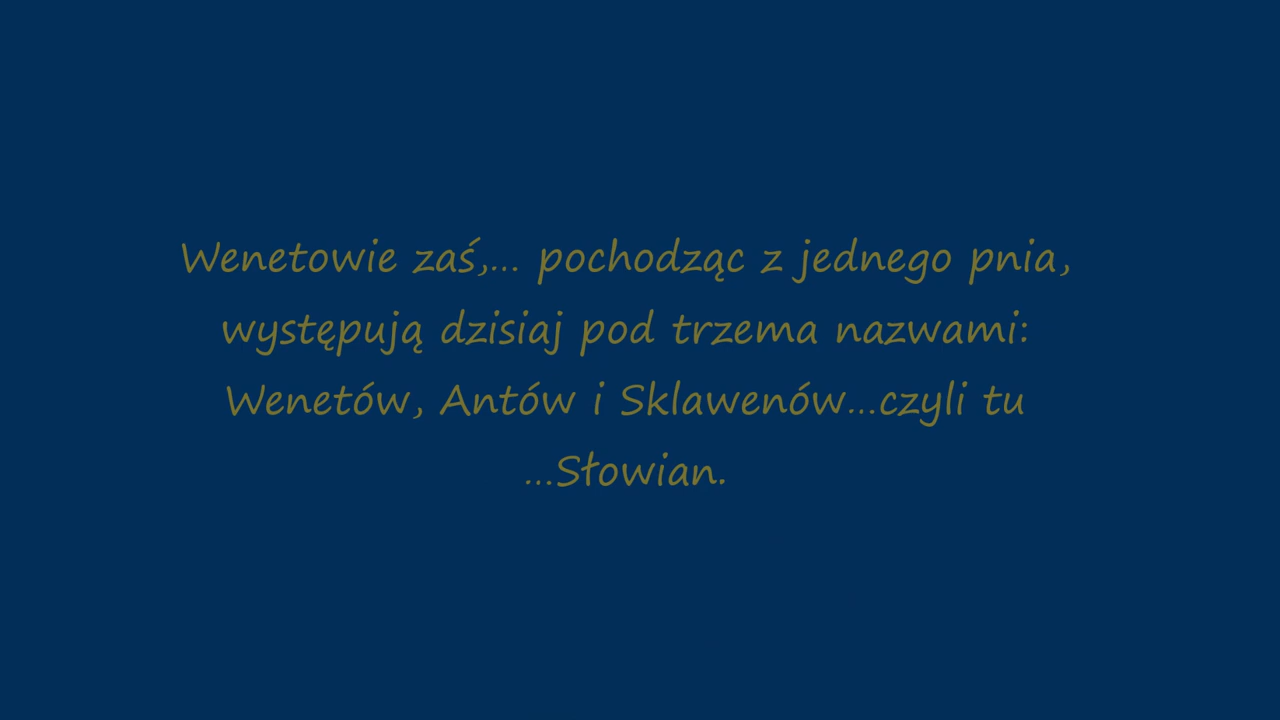 Wenetowie zaś,... pochodząc z jednego pnia,
występują dzisiaj pod trzema nazwami:
Wenetów, Antów i Sklawenów...czyli tu
...Słowian.